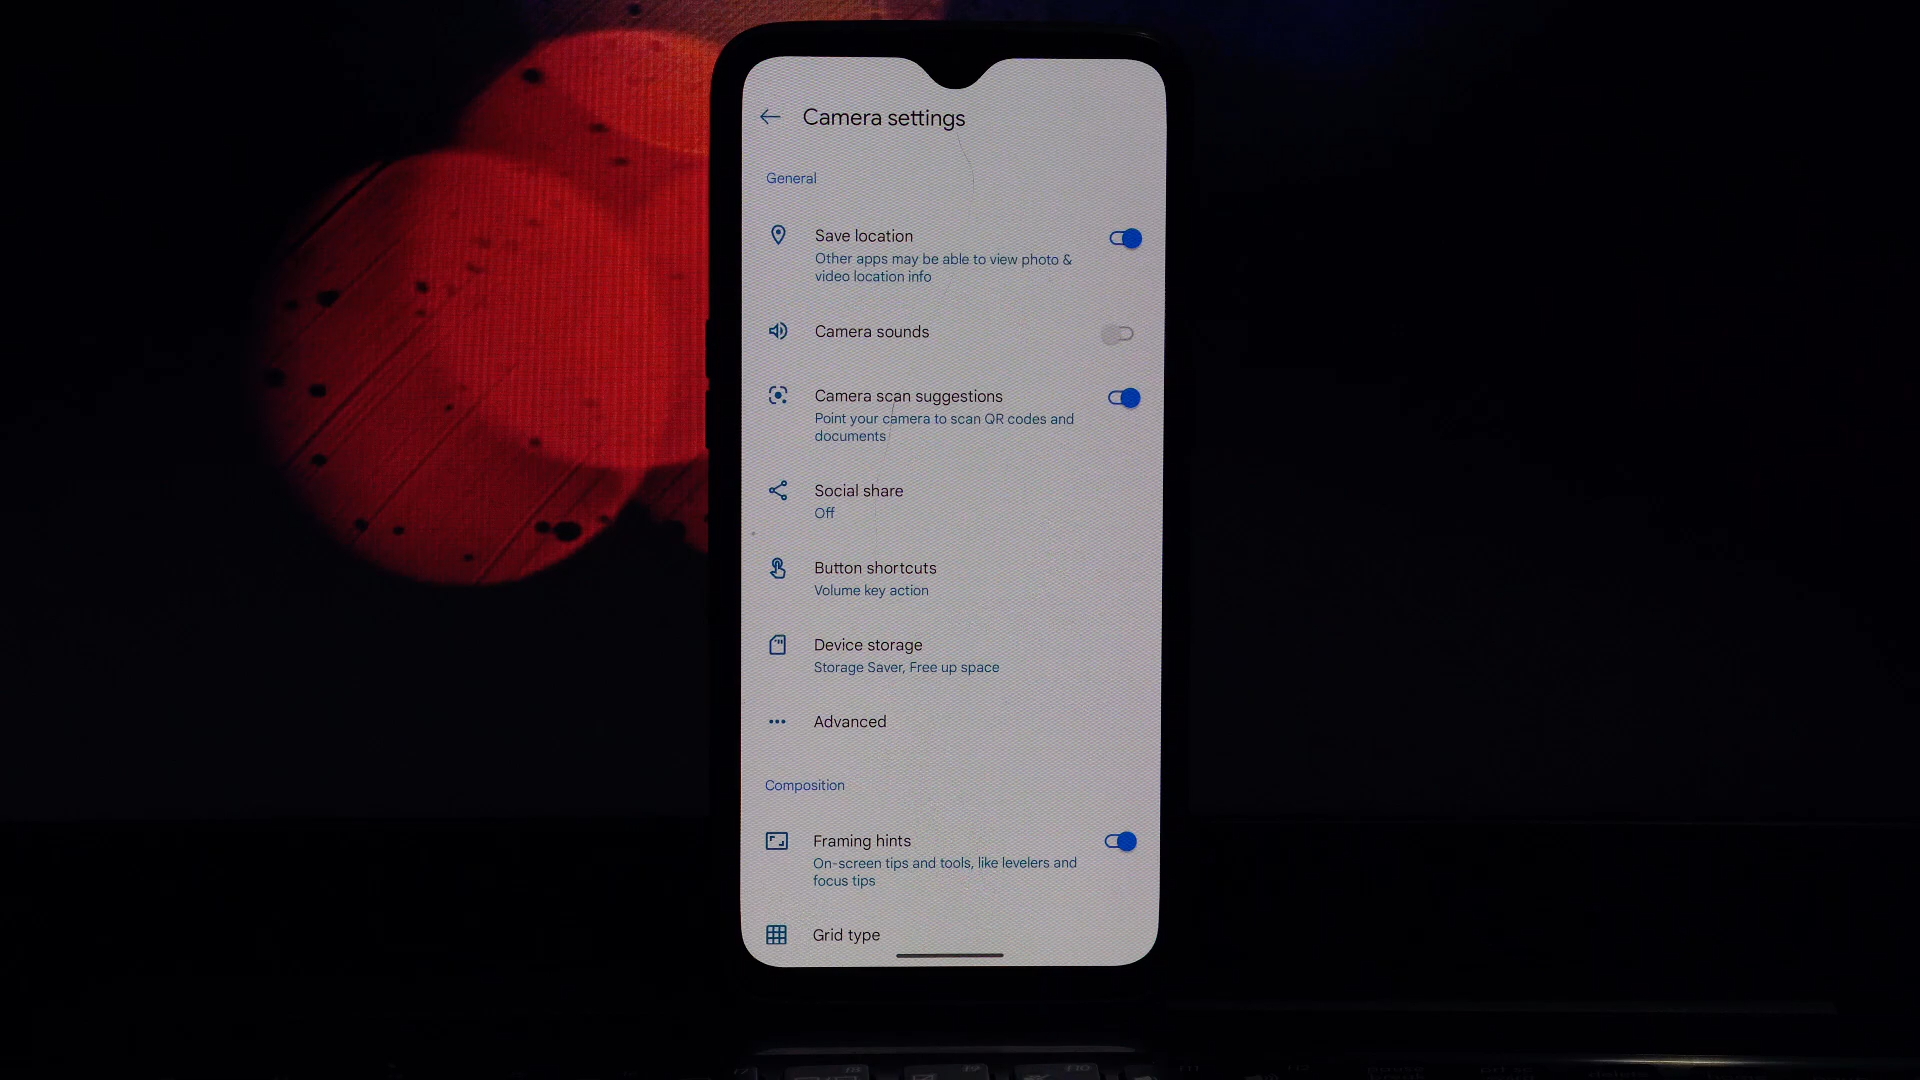 Camera settings
General
Save location
Other apps may be able to view photo &
video location info
Camera sounds
Camera scan suggestions
Point your camera to scan QR codes and
documents
Social share
Off
Button shortcuts
Volume key action
Device storage
Storage Saver, Free up space
Advanced
Composition
Framing hints
On-screen tips and tools, like levelers and
focus tips
Grid type
F10
delete